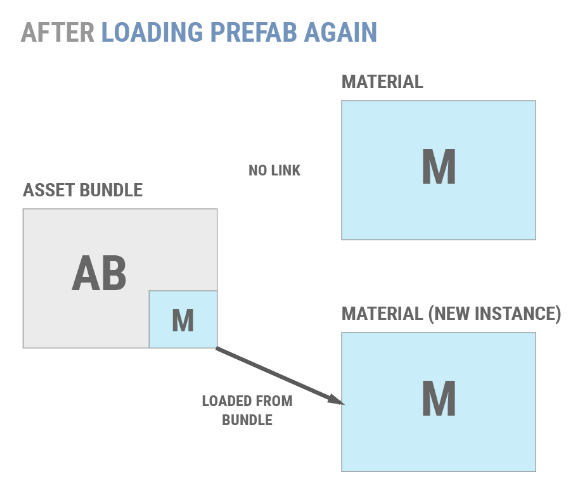 AFTER LOADING PREFAB AGAIN
MATERIAL
M
NO LINK
ASSET BUNDLE
AB
M
MATERIAL (NEW INSTANCE)
M
LOADED FROM
BUNDLE